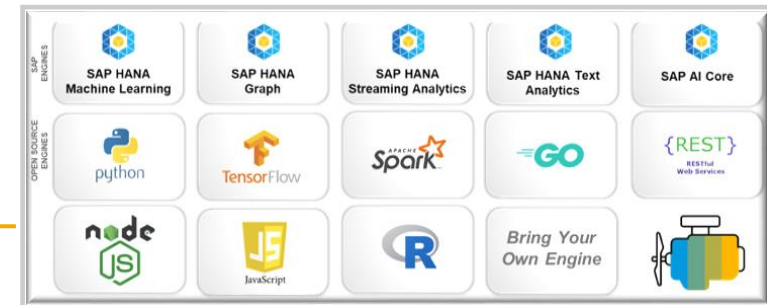 SAP
ENGINES
SAP HANA
Machine Learning
SAP HANA
Graph
SAP HANA
Streaming Analytics
SAP HANA Text
Analytics
SAP AI Core
OPEN SOURCE
ENGINES
python
TensorFlow
APACHE
Spark
GO
{REST}
RESTful
Web Services
node
JS
JS
JavaScript
R
Bring Your
Own Engine